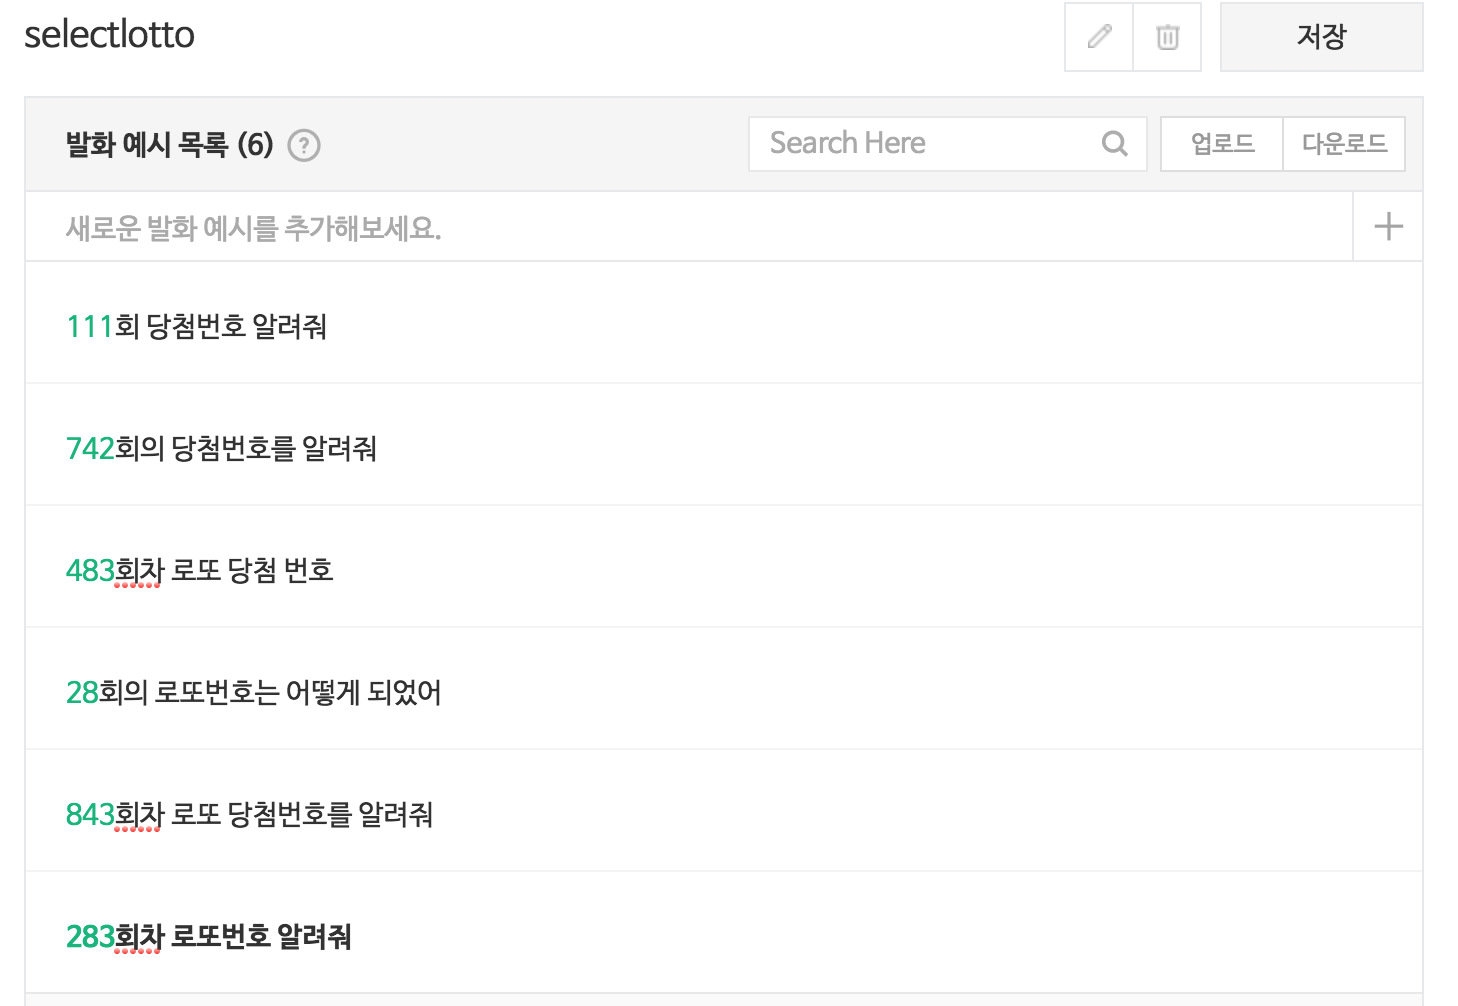 selectlotto
저장
발화 예시 목록 (6) ?
Search Here
업로드
다운로드
새로운 발화 예시를 추가해보세요.
111회 당첨번호 알려줘
742회의 당첨번호를 알려줘
483회차 로또 당첨 번호
28회의 로또번호는 어떻게 되었어
843회차 로또 당첨번호를 알려줘
283회차 로또번호 알려줘